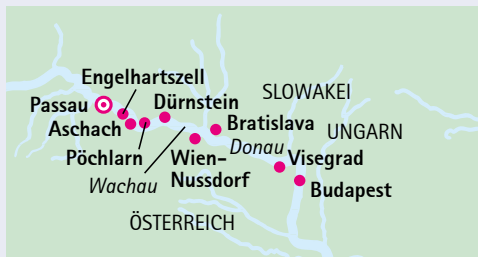 Engelhartszell
Passau
Dürnstein
SLOWAKEI
Aschach
Bratislava
UNGARN
Pöchlarn
Donau
Wien-
Nussdorf
Visegrad
Wachau
Budapest
ÖSTERREICH